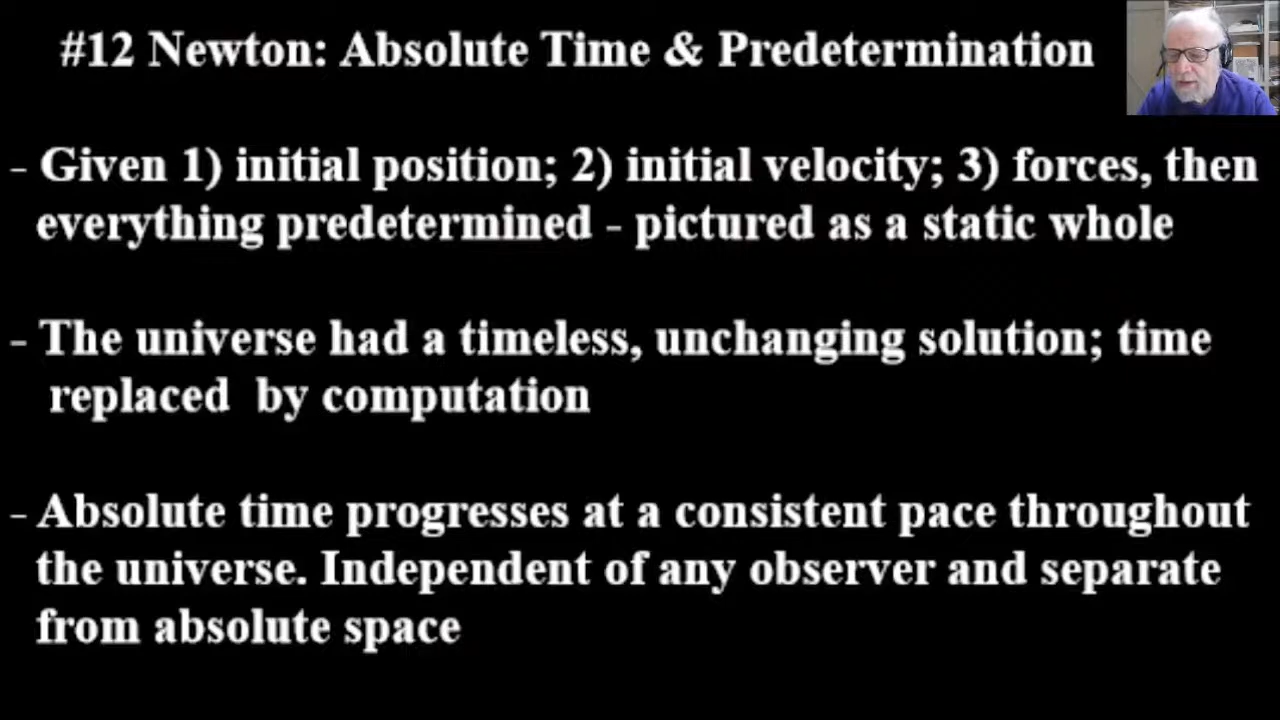 #12 Newton: Absolute Time & Predetermination
- Given 1) initial position; 2) initial velocity; 3) forces, then
everything predetermined - pictured as a static whole
- The universe had a timeless, unchanging solution; time
replaced by computation
- Absolute time progresses at a consistent pace throughout
the universe. Independent of any observer and separate
from absolute space